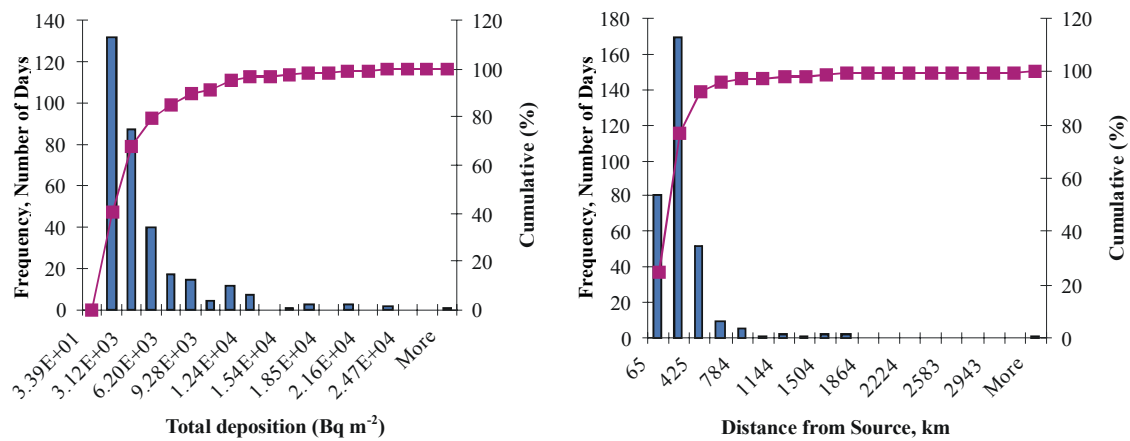 140
120
100
80
60
40
20
0
Frequency, Number of Days
120
100
80
60
40
20
0
Cumulative (%)
3.39E+01
3.12E+03
6.20E+03
9.28E+03
1.24E+04
1.54E+04
1.85E+04
2.16E+04
2.47E+04
More
Total deposition (Bq m-2)
180
160
140
120
100
80
60
40
20
0
Frequency, Number of Days
120
100
80
60
40
20
0
Cumulative (%)
65
425
784
1144
1504
1864
2224
2583
2943
More
Distance from Source, km